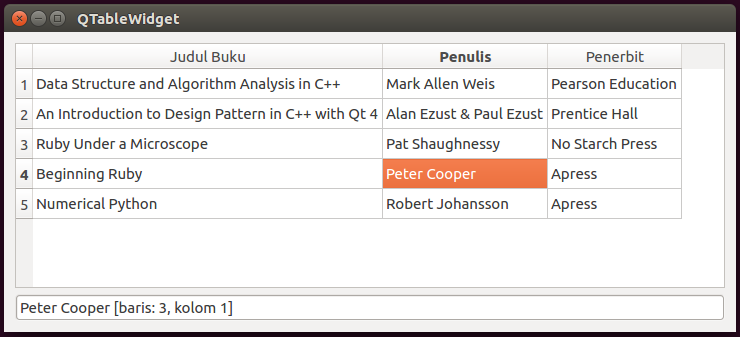 QTableWidget
Judul Buku Penulis Penerbit
1 Data Structure and Algorithm Analysis in C++ Mark Allen Weis Pearson Education
2 An Introduction to Design Pattern in C++ with Qt 4 Alan Ezust & Paul Ezust Prentice Hall
3 Ruby Under a Microscope Pat Shaughnessy No Starch Press
4 Beginning Ruby Peter Cooper Apress
5 Numerical Python Robert Johansson Apress
Peter Cooper [baris: 3, kolom 1]